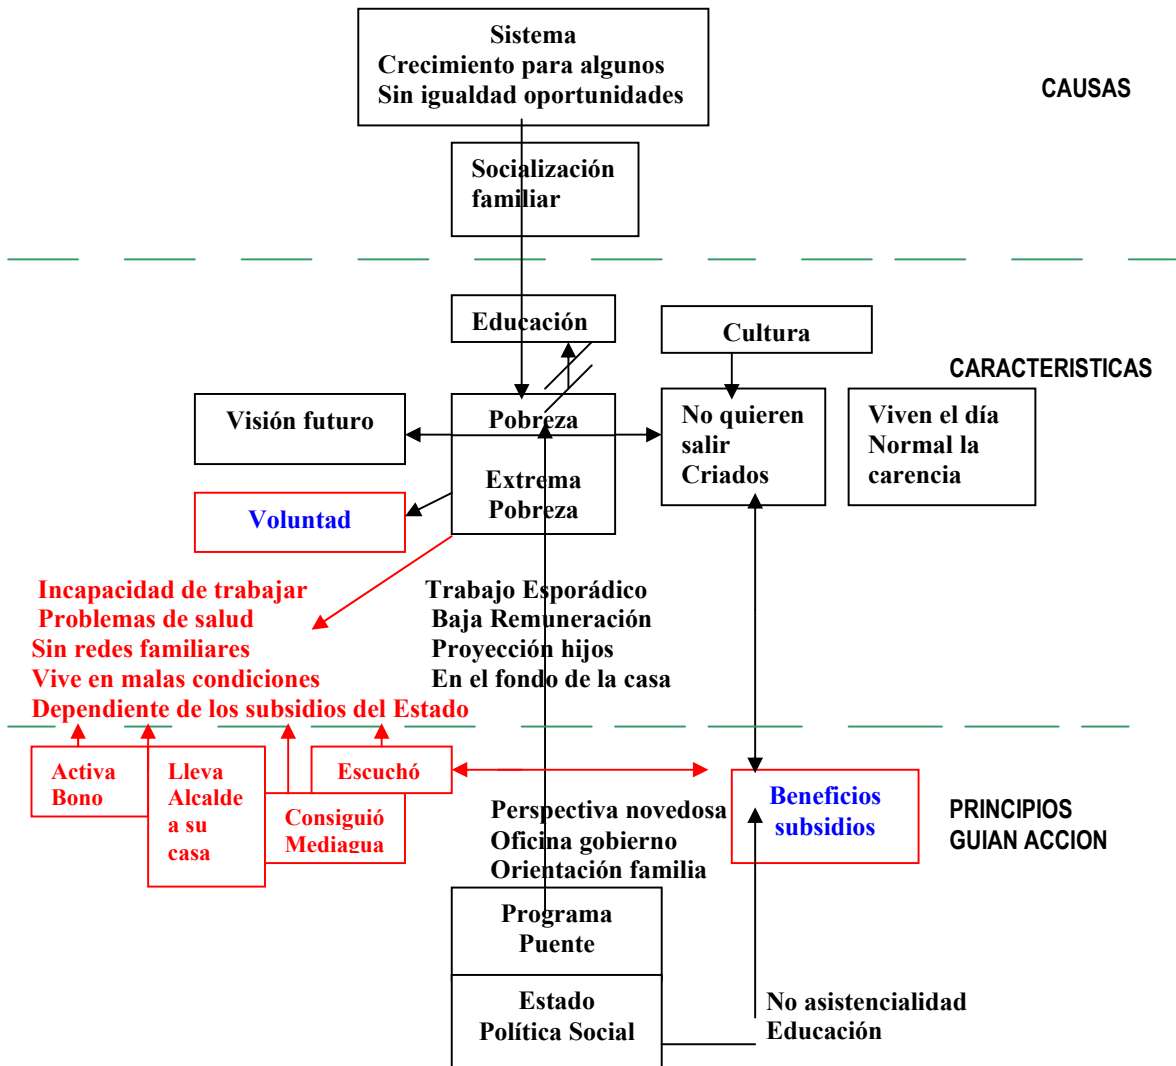 Sistema
Crecimiento para algunos
Sin igualdad oportunidades
CAUSAS
Socialización
familiar
Educación
Cultura
CARACTERISTICAS
Visión futuro
Pobreza
No quieren
salir
Criados
Viven el día
Normal la
carencia
Extrema
Pobreza
Voluntad
Incapacidad de trabajar
Problemas de salud
Sin redes familiares
Vive en malas condiciones
Dependiente de los subsidios del Estado
Trabajo Esporádico
Baja Remuneración
Proyección hijos
En el fondo de la casa
Activa
Bono
Lleva
Alcalde
a su
casa
Escuchó
Consiguió
Mediagua
Beneficios
subsidios
PRINCIPIOS
GUIAN ACCION
Perspectiva novedosa
Oficina gobierno
Orientación familia
Programa
Puente
Estado
Política Social
No asistencialidad
Educación